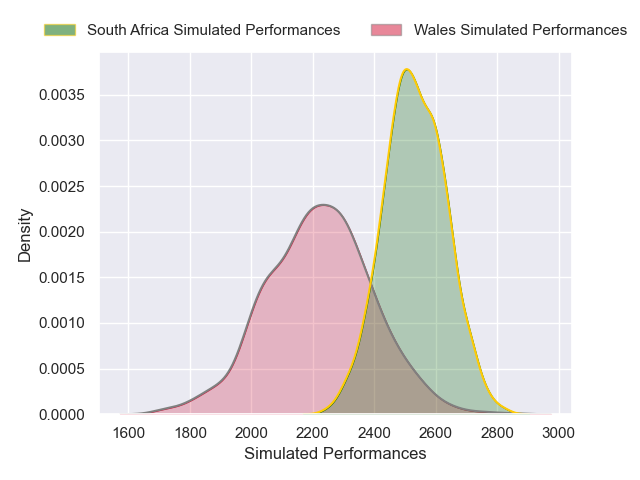 South Africa Simulated Performances
Wales Simulated Performances
0.0035
0.0030
0.0025
0.0020
0.0015
0.0010
0.0005
0.0000
Density
1600 1800 2000 2200 2400 2600 2800 3000
Simulated Performances